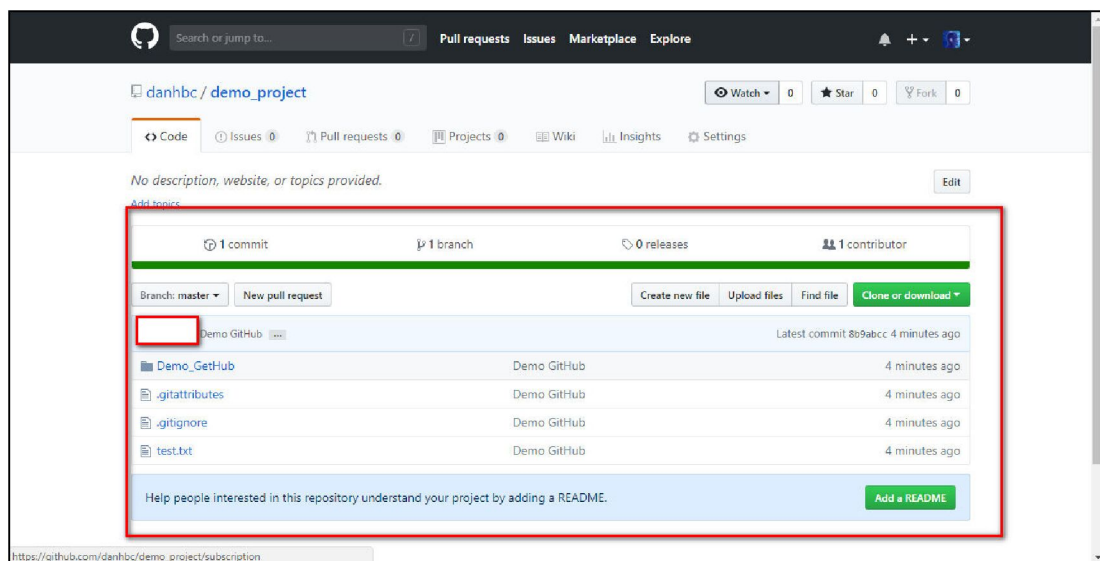 Search or jump to... / Pull requests Issues Marketplace Explore
danhbc / demo_project Watch 0 Star 0 Fork 0
Code Issues 0 Pull requests 0 Projects 0 Wiki Insights Settings
No description, website, or topics provided. Edit
Add topics
1 commit 1 branch 0 releases 1 contributor
Branch: master New pull request Create new file Upload files Find file Clone or download
Demo GitHub ... Latest commit 8b9abcc 4 minutes ago
Demo_GetHub Demo GitHub 4 minutes ago
.gitattributes Demo GitHub 4 minutes ago
.gitignore Demo GitHub 4 minutes ago
test.txt Demo GitHub 4 minutes ago
Help people interested in this repository understand your project by adding a README. Add a README
https://github.com/danhbc/demo_project/subscription